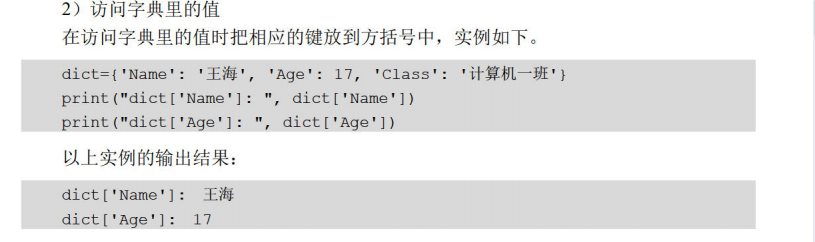 2）访问字典里的值
在访问字典里的值时把相应的键放到方括号中，实例如下。
dict={'Name': '王海', 'Age': 17, 'Class': '计算机一班'}
print("dict['Name']: ", dict['Name'])
print("dict['Age']: ", dict['Age'])
以上实例的输出结果：
dict['Name']:  王海
dict['Age']:  17